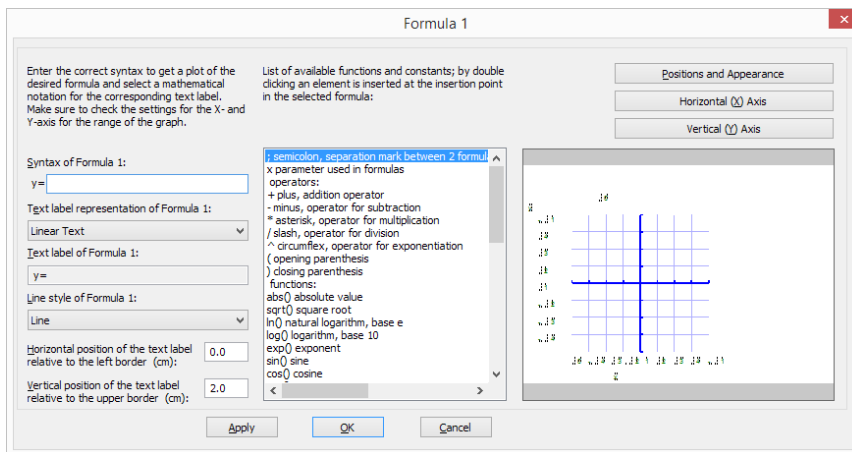 Formula 1
Enter the correct syntax to get a plot of the
desired formula and select a mathematical
notation for the corresponding text label.
Make sure to check the settings for the X- and
Y-axis for the range of the graph.
Syntax of Formula 1:
y=
Text label representation of Formula 1:
Linear Text
Text label of Formula 1:
y=
Line style of Formula 1:
Line
Horizontal position of the text label
relative to the left border (cm):
0.0
Vertical position of the text label
relative to the upper border (cm):
2.0
List of available functions and constants; by double
clicking an element is inserted at the insertion point
in the selected formula:
; semicolon, separation mark between 2 formul
x parameter used in formulas
operators:
+ plus, addition operator
- minus, operator for subtraction
* asterisk, operator for multiplication
/ slash, operator for division
^ circumflex, operator for exponentiation
( opening parenthesis
) closing parenthesis
functions:
abs() absolute value
sqrt() square root
ln() natural logarithm, base e
log() logarithm, base 10
exp() exponent
sin() sine
cos() cosine
Positions and Appearance
Horizontal (X) Axis
Vertical (Y) Axis
Apply
OK
Cancel